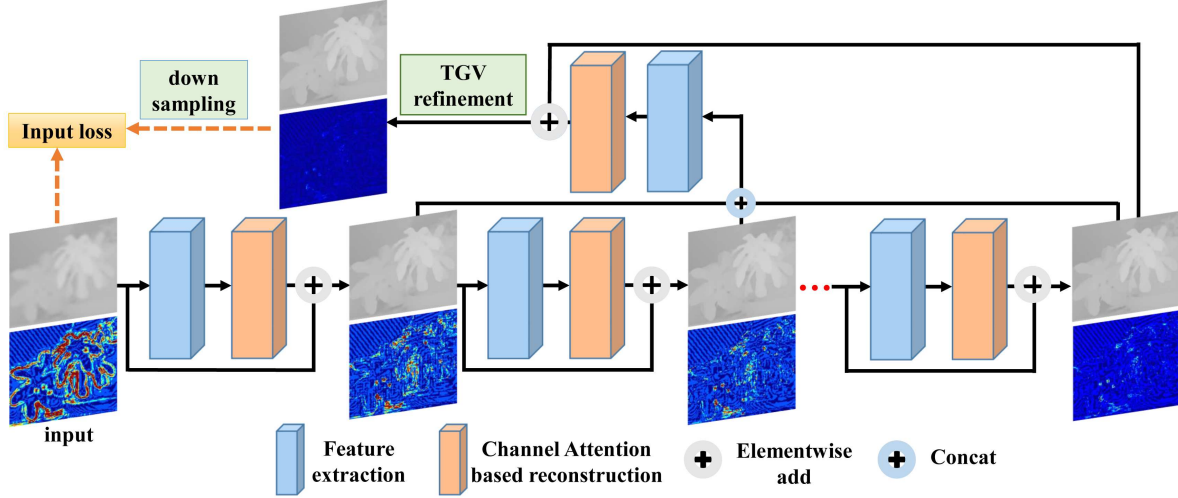 down
sampling
TGV
refinement
Input loss
input
Feature
extraction
Channel Attention
based reconstruction
Elementwise
add
Concat